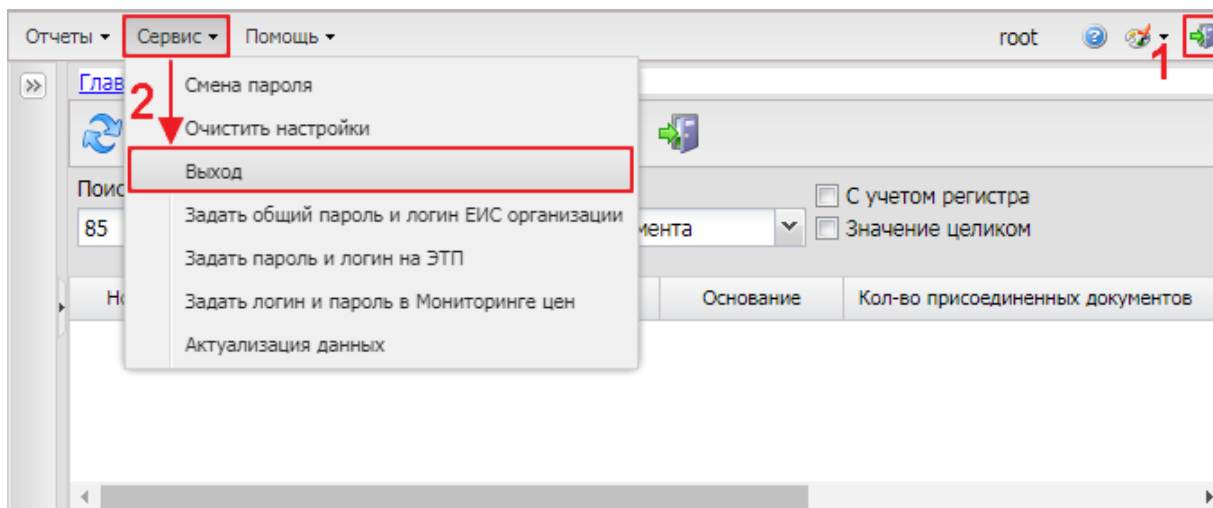 Отчеты Сервис Помощь root
1
Глав
2
Смена пароля
Очистить настройки
Выход
Задать общий пароль и логин ЕИС организации
Задать пароль и логин на ЭТП
Задать логин и пароль в Мониторинге цен
Актуализация данных
Поис
С учетом регистра
85 мента Значение целиком
Но Основание Кол-во присоединенных документов